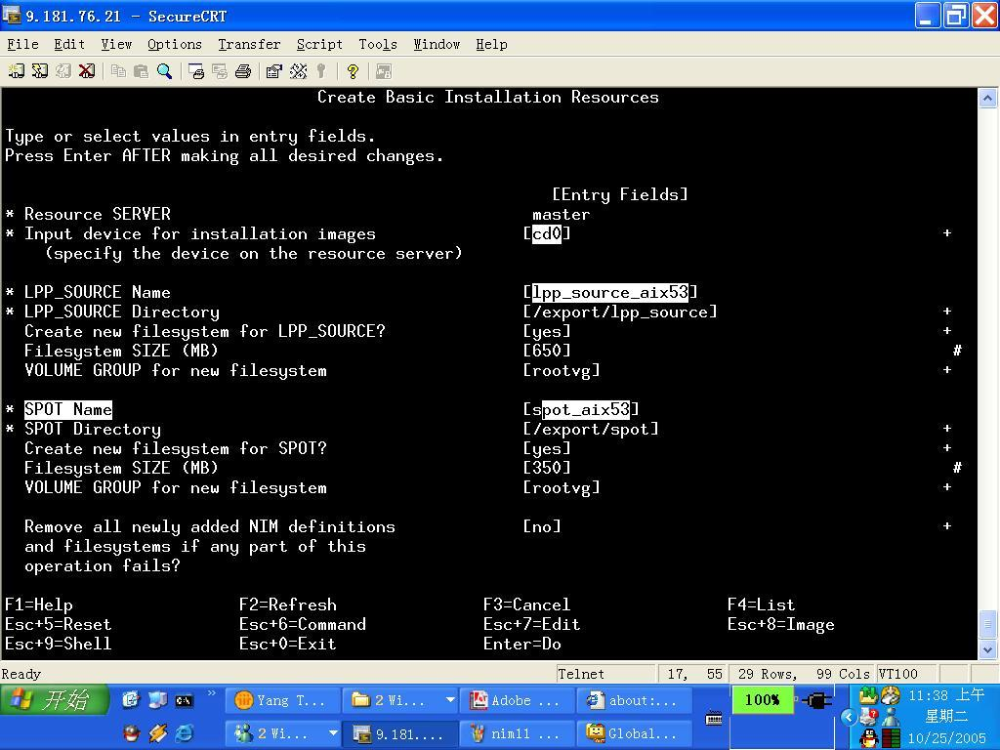 9.181.76.21 - SecureCRT
File Edit View Options Transfer Script Tools Window Help
Create Basic Installation Resources
Type or select values in entry fields.
Press Enter AFTER making all desired changes.
[Entry Fields]
* Resource SERVER master
* Input device for installation images [cd0] +
(specify the device on the resource server)
* LPP_SOURCE Name [lpp_source_aix53]
* LPP_SOURCE Directory [/export/lpp_source] +
Create new filesystem for LPP_SOURCE? [yes] +
Filesystem SIZE (MB) [650] #
VOLUME GROUP for new filesystem [rootvg] +
* SPOT Name [spot_aix53]
* SPOT Directory [/export/spot] +
Create new filesystem for SPOT? [yes] +
Filesystem SIZE (MB) [350] #
VOLUME GROUP for new filesystem [rootvg] +
Remove all newly added NIM definitions [no] +
and filesystems if any part of this
operation fails?
F1=Help F2=Refresh F3=Cancel F4=List
Esc+5=Reset Esc+6=Command Esc+7=Edit Esc+8=Image
Esc+9=Shell Esc+0=Exit Enter=Do
Ready Telnet 17, 55 29 Rows, 99 Cols VT100
开始 Yang T... 2 Wi... Adobe ... about:... 100% 11:38 上午
星期二
2 Wi... 9.181.... nim11 ... Global... 10/25/2005